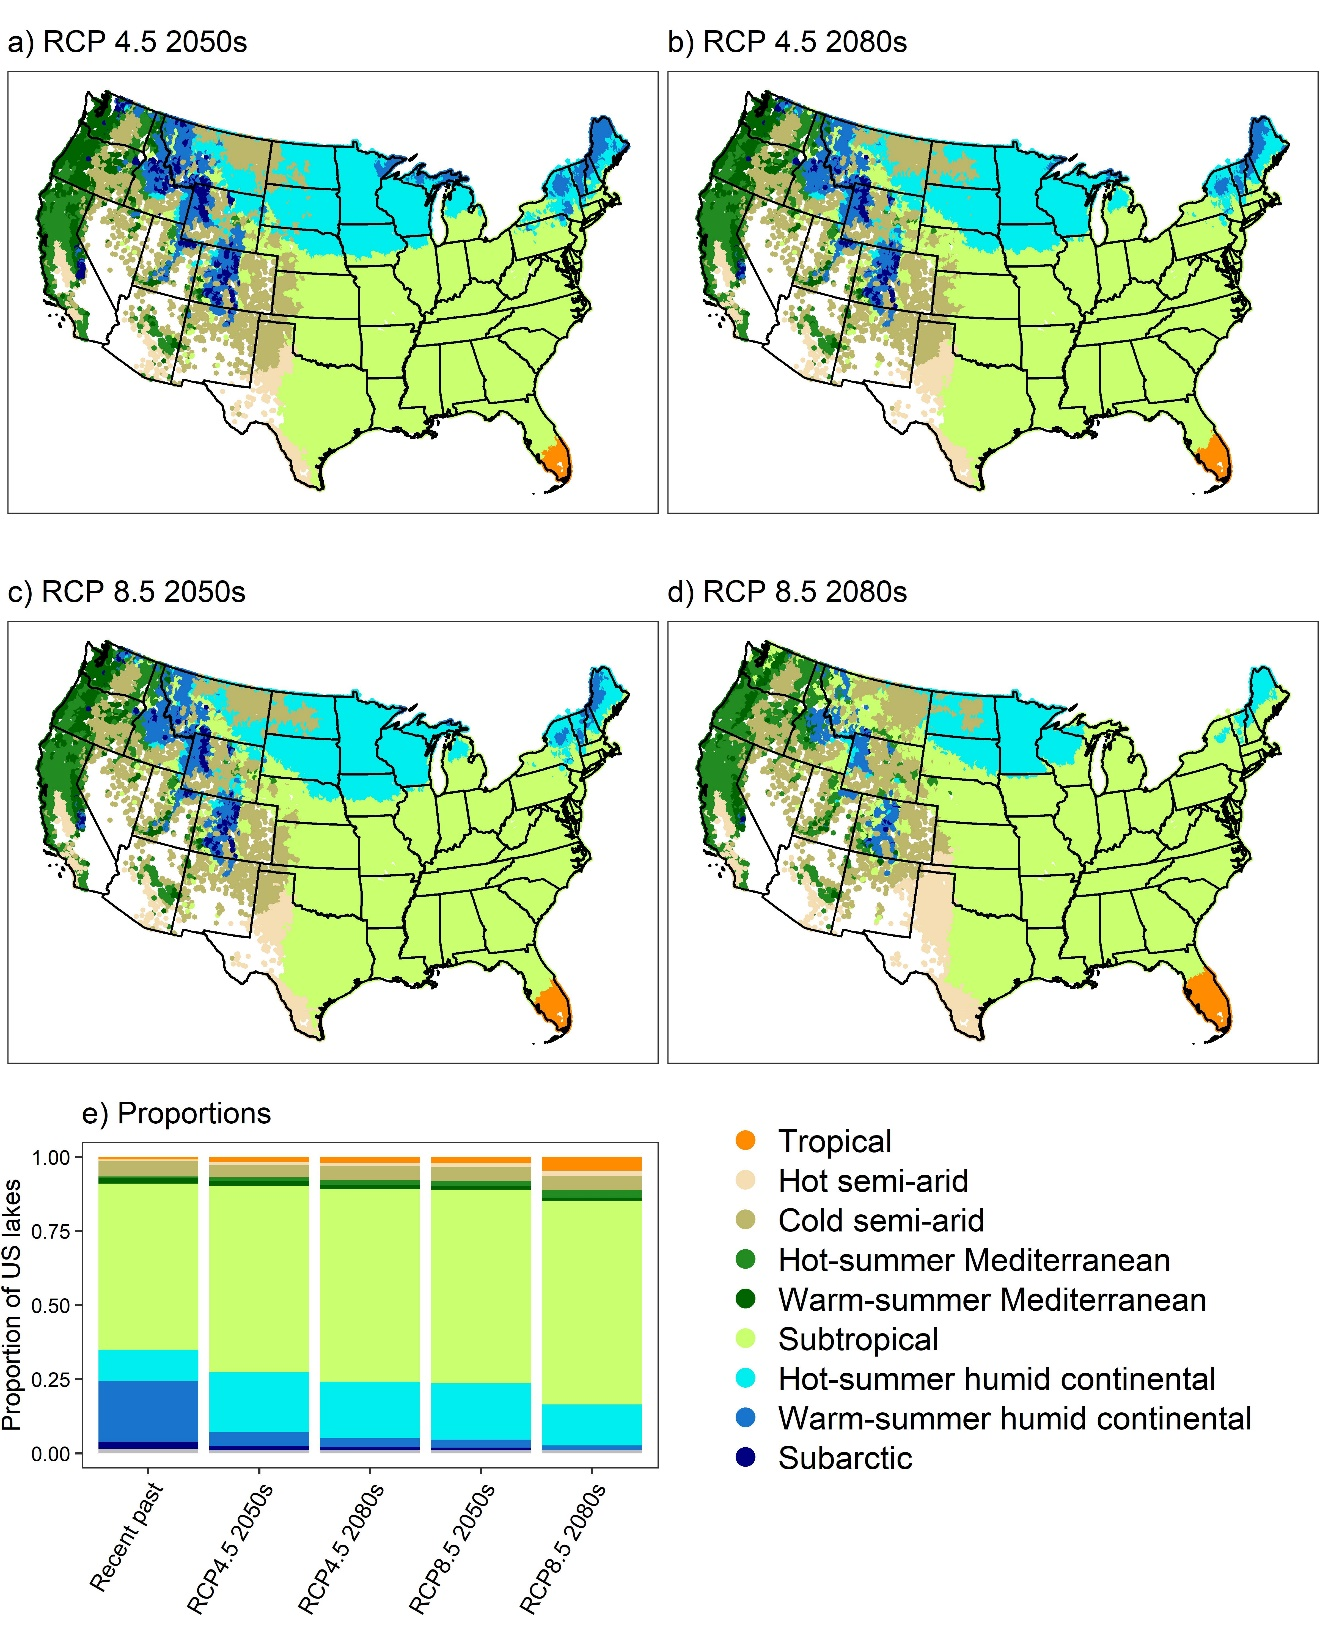 a) RCP 4.5 2050s
b) RCP 4.5 2080s
c) RCP 8.5 2050s
d) RCP 8.5 2080s
e) Proportions
Proportion of US lakes
1.00
0.75
0.50
0.25
0.00
Recent past
RCP4.5 2050s
RCP4.5 2080s
RCP8.5 2050s
RCP8.5 2080s
Tropical
Hot semi-arid
Cold semi-arid
Hot-summer Mediterranean
Warm-summer Mediterranean
Subtropical
Hot-summer humid continental
Warm-summer humid continental
Subarctic